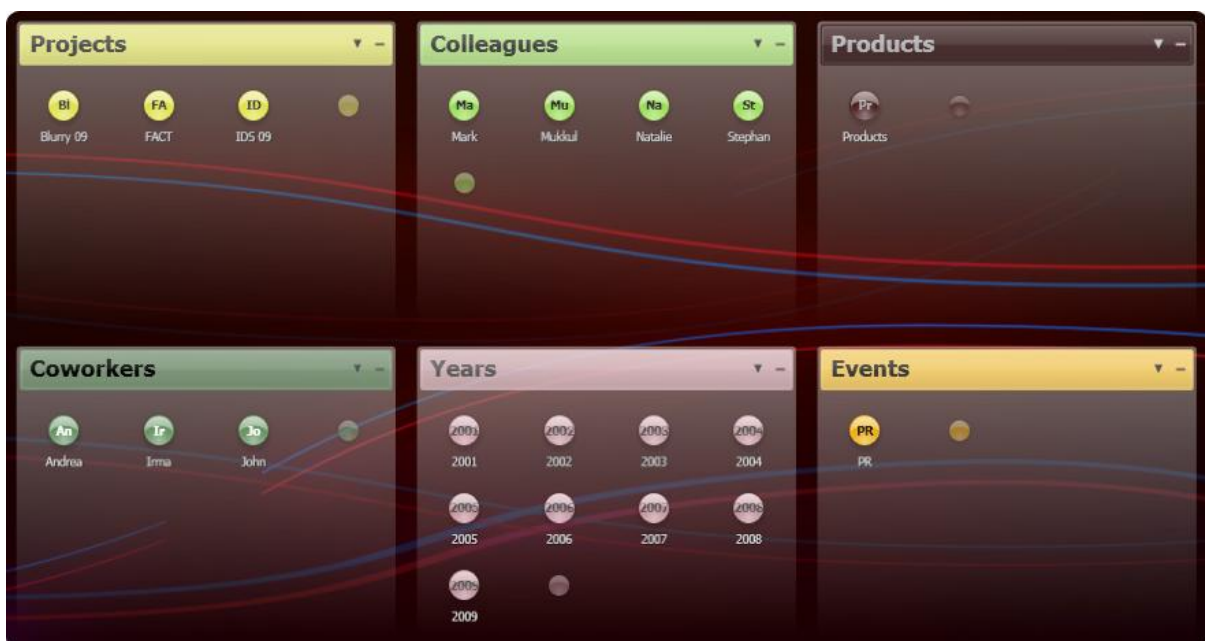 Projects
BI FA ID
Blurry 09 FACT IDS 09
Colleagues
Ma Mu Na St
Mark Mukkul Natalie Stephan
Products
Pr
Products
Coworkers
An Ir Jo
Andrea Irma John
Years
2001 2002 2003 2004
2001 2002 2003 2004
2005 2006 2007 2008
2005 2006 2007 2008
2009
2009
Events
PR
PR